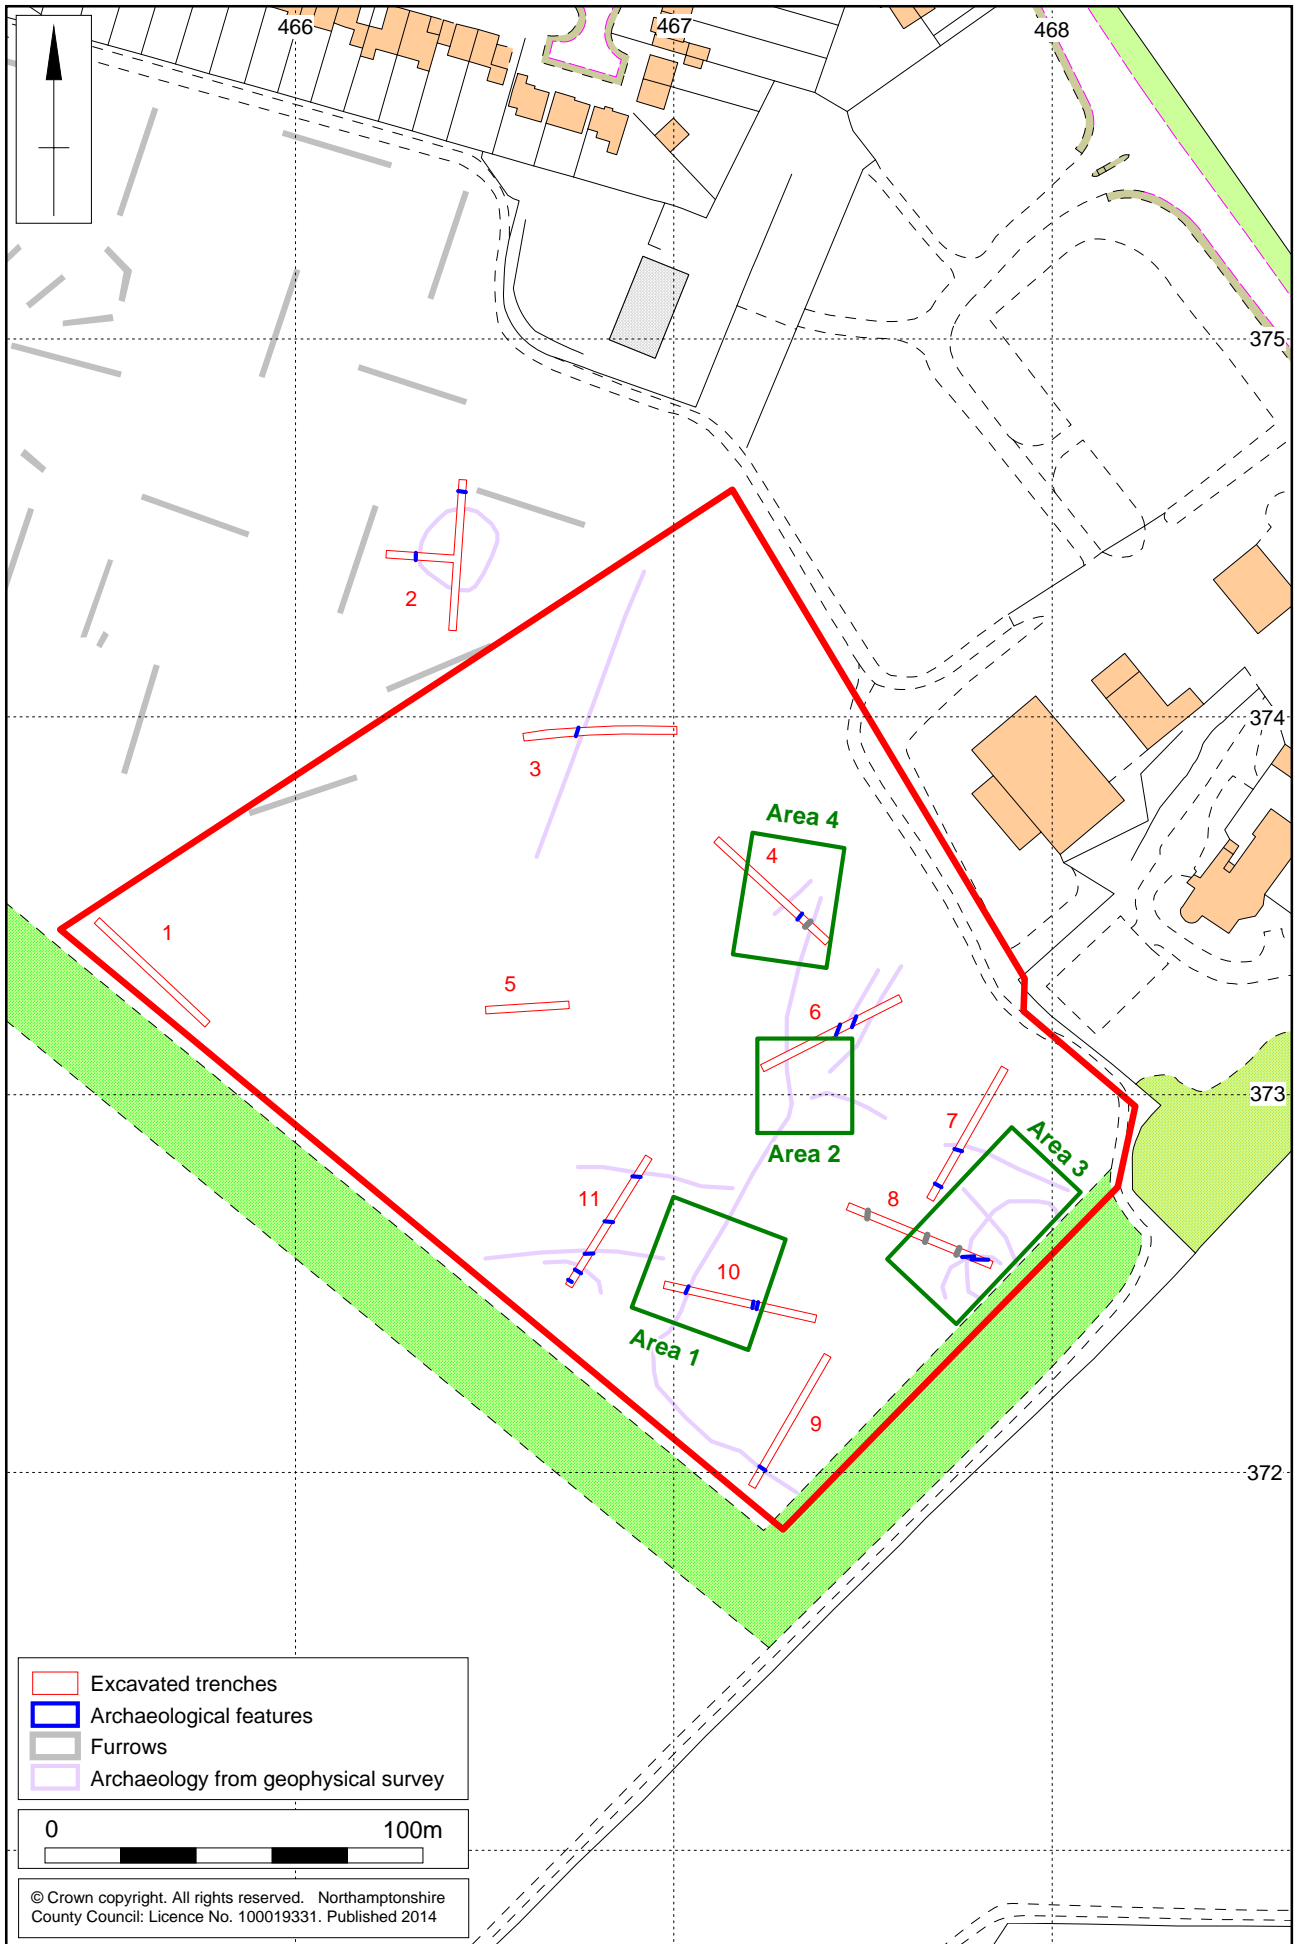 466
467
468
375
2
374
3
Area 4
4
1
5
6
373
7
Area 3
Area 2
11
8
10
Area 1
9
372
Excavated trenches
Archaeological features
Furrows
Archaeology from geophysical survey
0 100m
© Crown copyright. All rights reserved. Northamptonshire
County Council: Licence No. 100019331. Published 2014